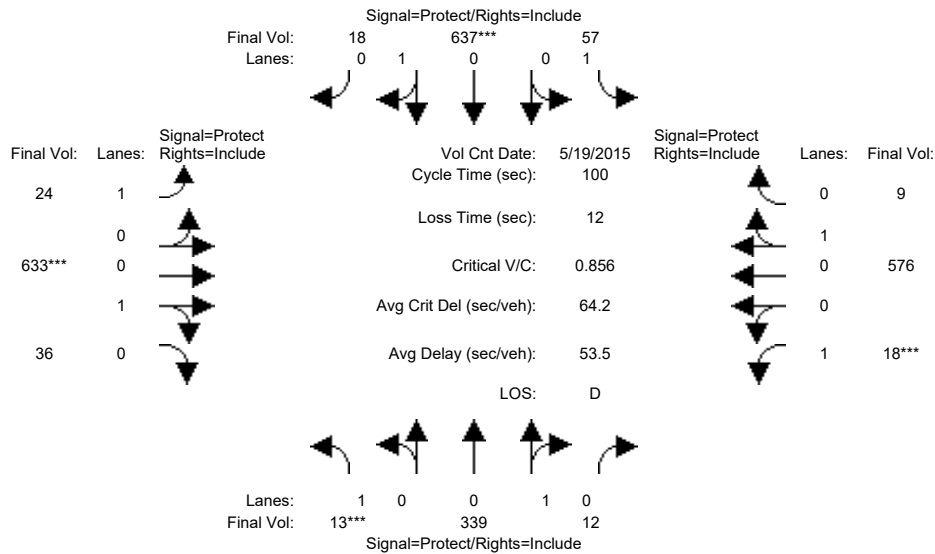 Signal=Protect/Rights=Include
Final Vol: 18 637*** 57
Lanes: 0 1 0 0 1
Signal=Protect
Final Vol: Lanes: Rights=Include
Vol Cnt Date: 5/19/2015
Signal=Protect
Rights=Include Lanes: Final Vol:
Cycle Time (sec): 100
24 1
0 9
Loss Time (sec): 12
0
1
633*** 0
Critical V/C: 0.856
0 576
1
Avg Crit Del (sec/veh): 64.2
0
36 0
Avg Delay (sec/veh): 53.5
1 18***
LOS: D
Lanes: 1 0 0 1 0
Final Vol: 13*** 339 12
Signal=Protect/Rights=Include